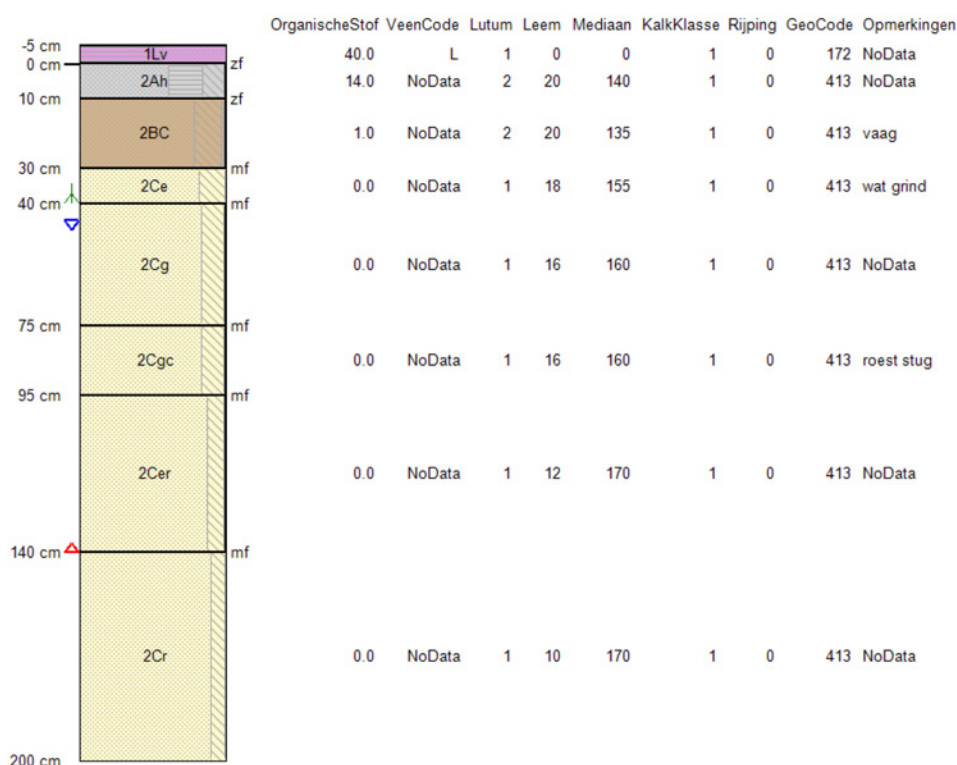 OrganischeStof VeenCode Lutum Leem Mediaan KalkKlasse Rijping GeoCode Opmerkingen
-5 cm
1Lv 40.0 L 1 0 0 1 0 172 NoData
0 cm zf
2Ah 14.0 NoData 2 20 140 1 0 413 NoData
10 cm zf
2BC 1.0 NoData 2 20 135 1 0 413 vaag
30 cm mf
2Ce 0.0 NoData 1 18 155 1 0 413 wat grind
40 cm mf
2Cg 0.0 NoData 1 16 160 1 0 413 NoData
75 cm mf
2Cgc 0.0 NoData 1 16 160 1 0 413 roest stug
95 cm mf
2Cer 0.0 NoData 1 12 170 1 0 413 NoData
140 cm mf
2Cr 0.0 NoData 1 10 170 1 0 413 NoData
200 cm